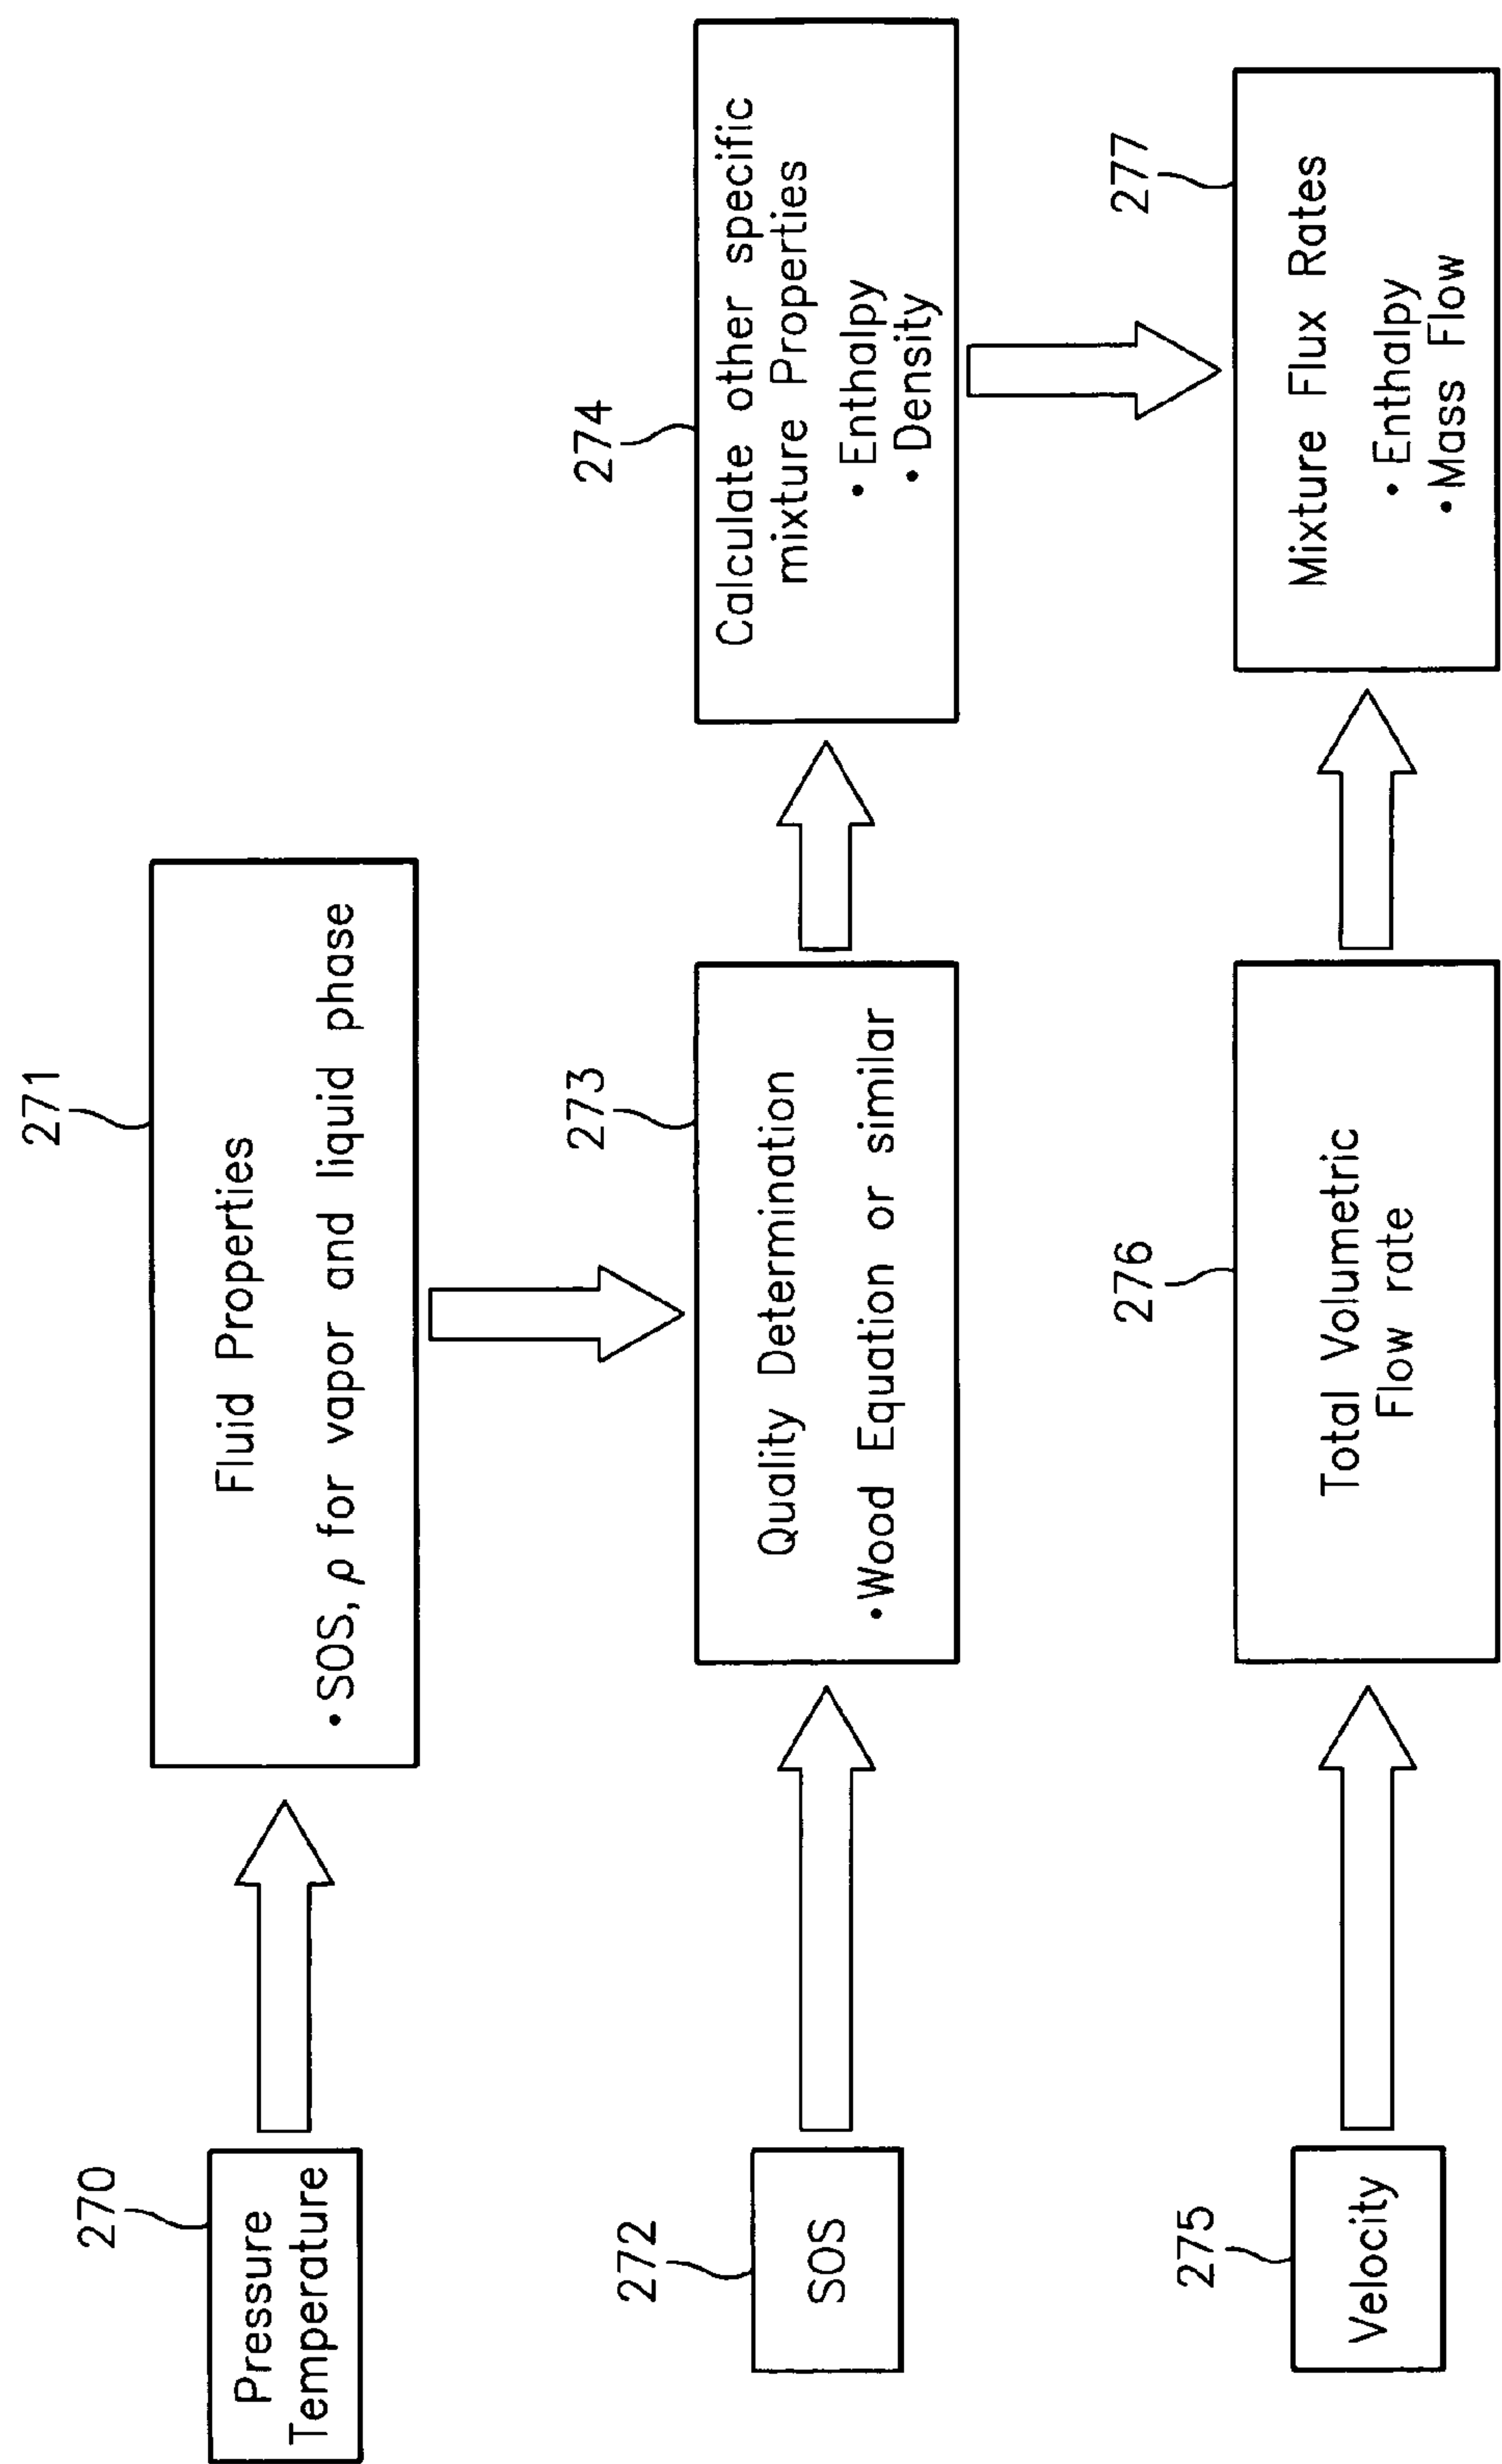 270
Pressure
Temperature
271
Fluid Properties
• SOS, ρ for vapor and liquid phase
272
SOS
273
Quality Determination
• Wood Equation or similar
274
Calculate other specific
mixture Properties
• Enthalpy
• Density
275
Velocity
276
Total Volumetric
Flow rate
277
Mixture Flux Rates
• Enthalpy
• Mass Flow